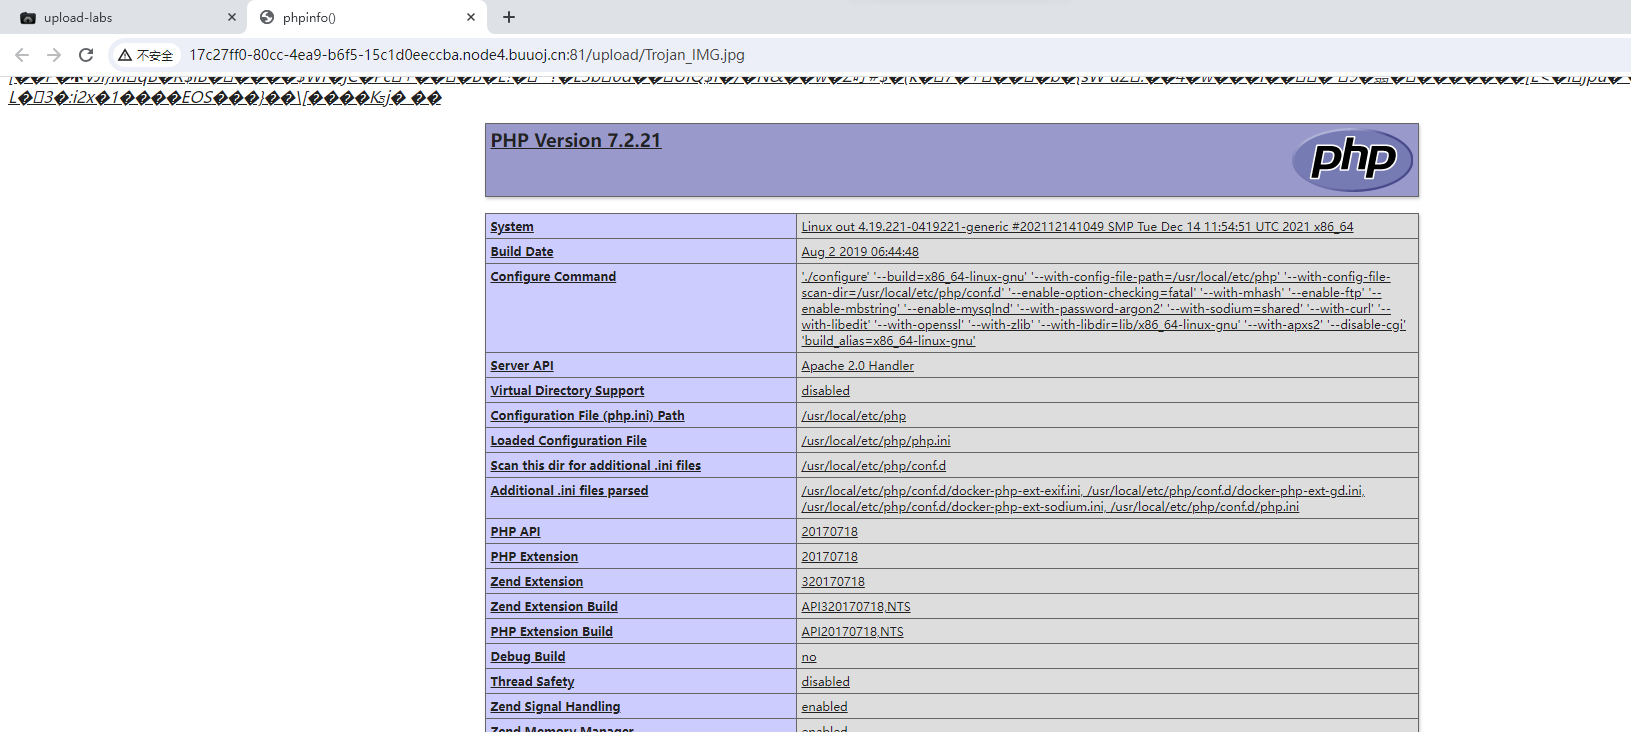 upload-labs
phpinfo()
不安全
17c27ff0-80cc-4ea9-b6f5-15c1d0eeccba.node4.buuoj.cn:81/upload/Trojan_IMG.jpg
PHP Version 7.2.21
php
System Linux out 4.19.221-0419221-generic #202112141049 SMP Tue Dec 14 11:54:51 UTC 2021 x86_64
Build Date Aug 2 2019 06:44:48
Configure Command './configure' '--build=x86_64-linux-gnu' '--with-config-file-path=/usr/local/etc/php' '--with-config-file-
scan-dir=/usr/local/etc/php/conf.d' '--enable-option-checking=fatal' '--with-mhash' '--enable-ftp' '--
enable-mbstring' '--enable-mysqlnd' '--with-password-argon2' '--with-sodium=shared' '--with-curl' '--
with-libedit' '--with-openssl' '--with-zlib' '--with-libdir=lib/x86_64-linux-gnu' '--with-apxs2' '--disable-cgi'
'build_alias=x86_64-linux-gnu'
Server API Apache 2.0 Handler
Virtual Directory Support disabled
Configuration File (php.ini) Path /usr/local/etc/php
Loaded Configuration File /usr/local/etc/php/php.ini
Scan this dir for additional .ini files /usr/local/etc/php/conf.d
Additional .ini files parsed /usr/local/etc/php/conf.d/docker-php-ext-exif.ini, /usr/local/etc/php/conf.d/docker-php-ext-gd.ini,
/usr/local/etc/php/conf.d/docker-php-ext-sodium.ini, /usr/local/etc/php/conf.d/php.ini
PHP API 20170718
PHP Extension 20170718
Zend Extension 320170718
Zend Extension Build API320170718,NTS
PHP Extension Build API20170718,NTS
Debug Build no
Thread Safety disabled
Zend Signal Handling enabled
Zend Memory Manager enabled